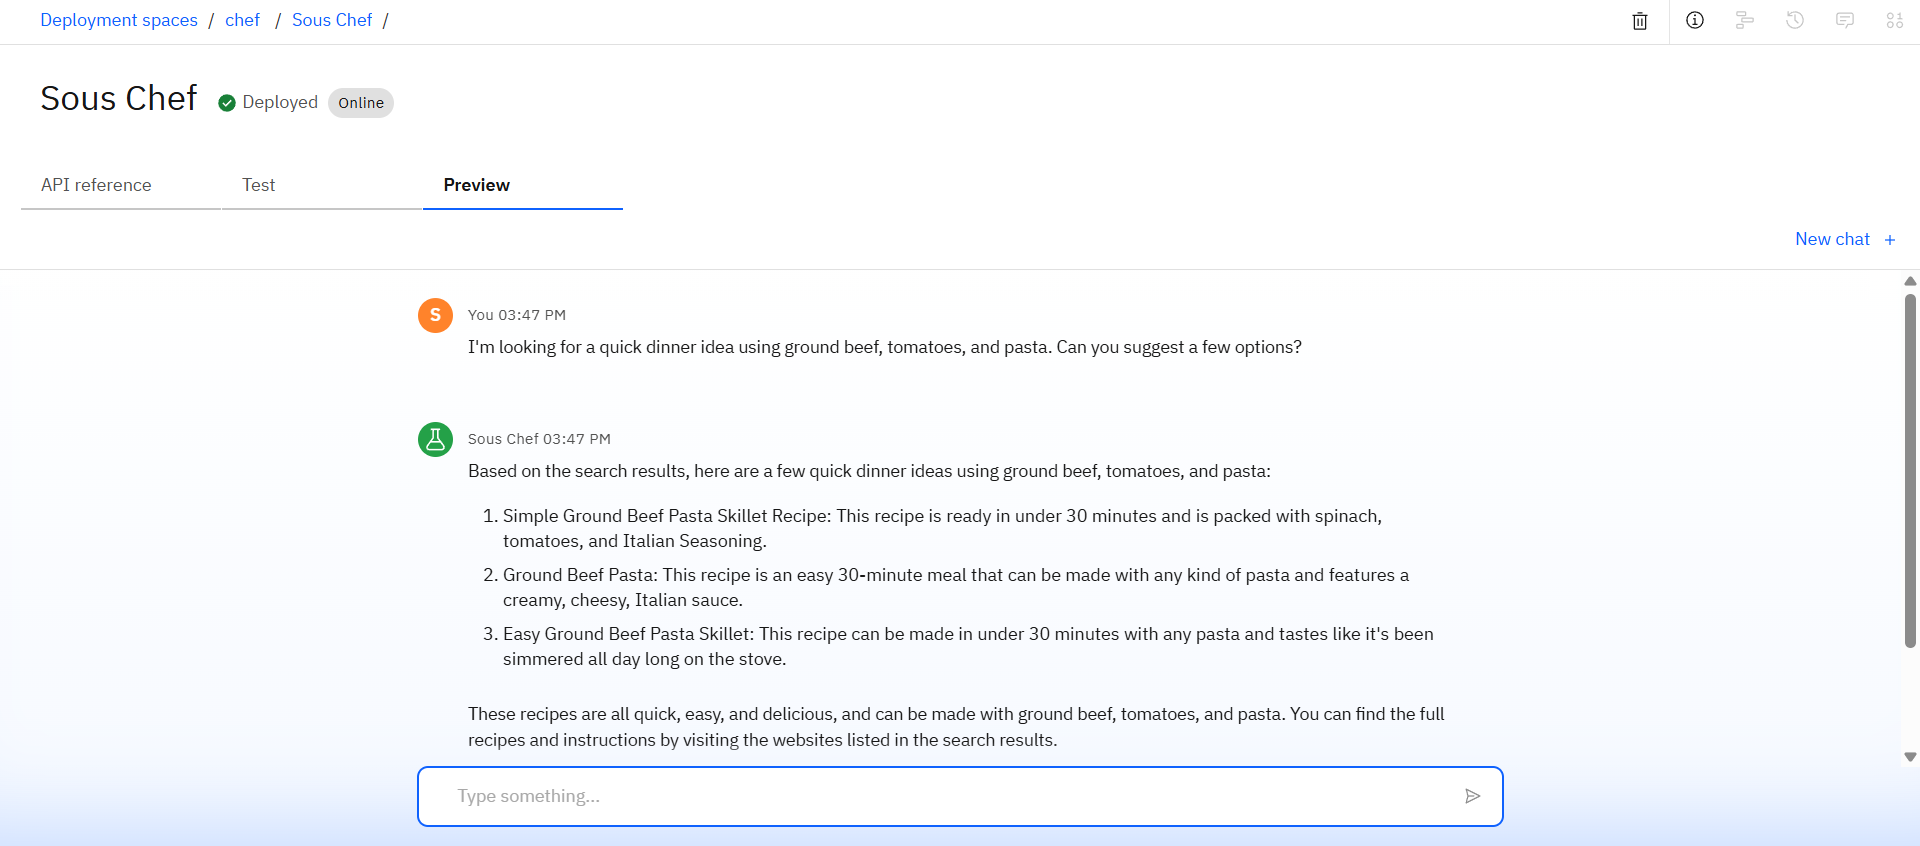 Deployment spaces / chef / Sous Chef /
Sous Chef Deployed Online
API reference Test Preview
New chat +
S You 03:47 PM
I'm looking for a quick dinner idea using ground beef, tomatoes, and pasta. Can you suggest a few options?
Sous Chef 03:47 PM
Based on the search results, here are a few quick dinner ideas using ground beef, tomatoes, and pasta:
1. Simple Ground Beef Pasta Skillet Recipe: This recipe is ready in under 30 minutes and is packed with spinach,
tomatoes, and Italian Seasoning.
2. Ground Beef Pasta: This recipe is an easy 30-minute meal that can be made with any kind of pasta and features a
creamy, cheesy, Italian sauce.
3. Easy Ground Beef Pasta Skillet: This recipe can be made in under 30 minutes with any pasta and tastes like it's been
simmered all day long on the stove.
These recipes are all quick, easy, and delicious, and can be made with ground beef, tomatoes, and pasta. You can find the full
recipes and instructions by visiting the websites listed in the search results.
Type something...